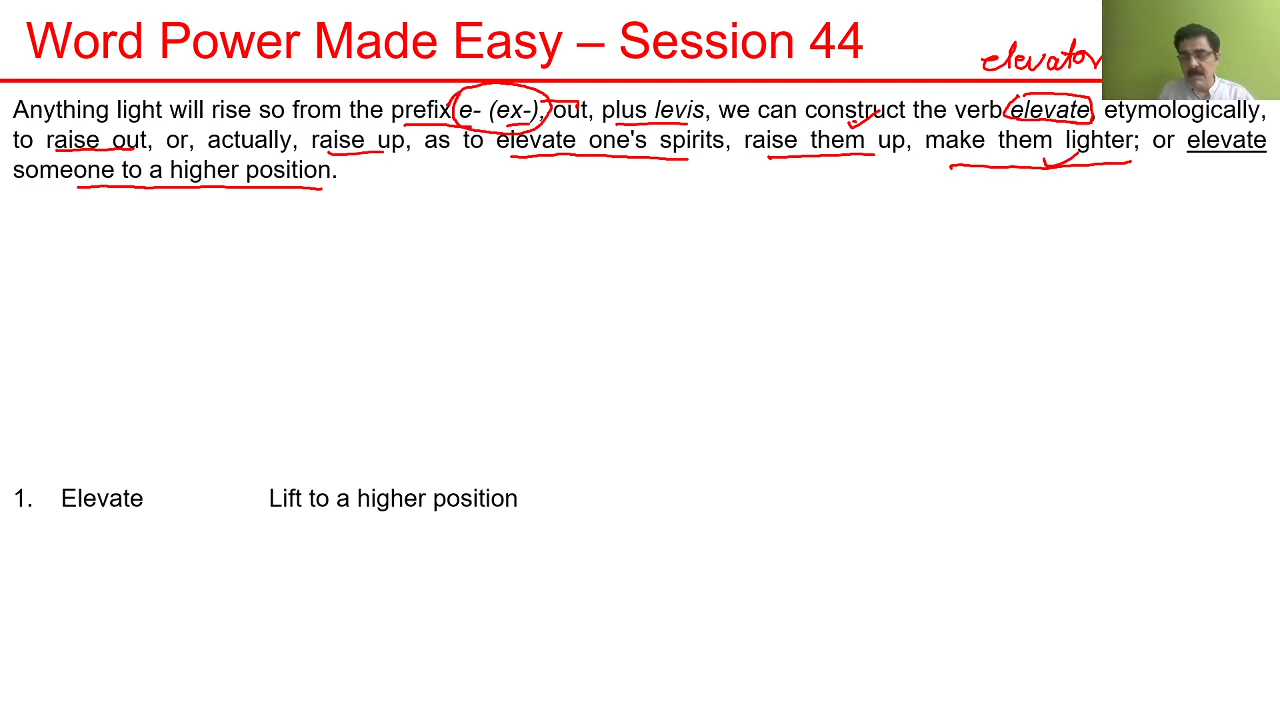 Word Power Made Easy – Session 44
elevator
Anything light will rise so from the prefix e- (ex-), out, plus levis, we can construct the verb elevate, etymologically,
to raise out, or, actually, raise up, as to elevate one's spirits, raise them up, make them lighter; or elevate
someone to a higher position.
1. Elevate Lift to a higher position